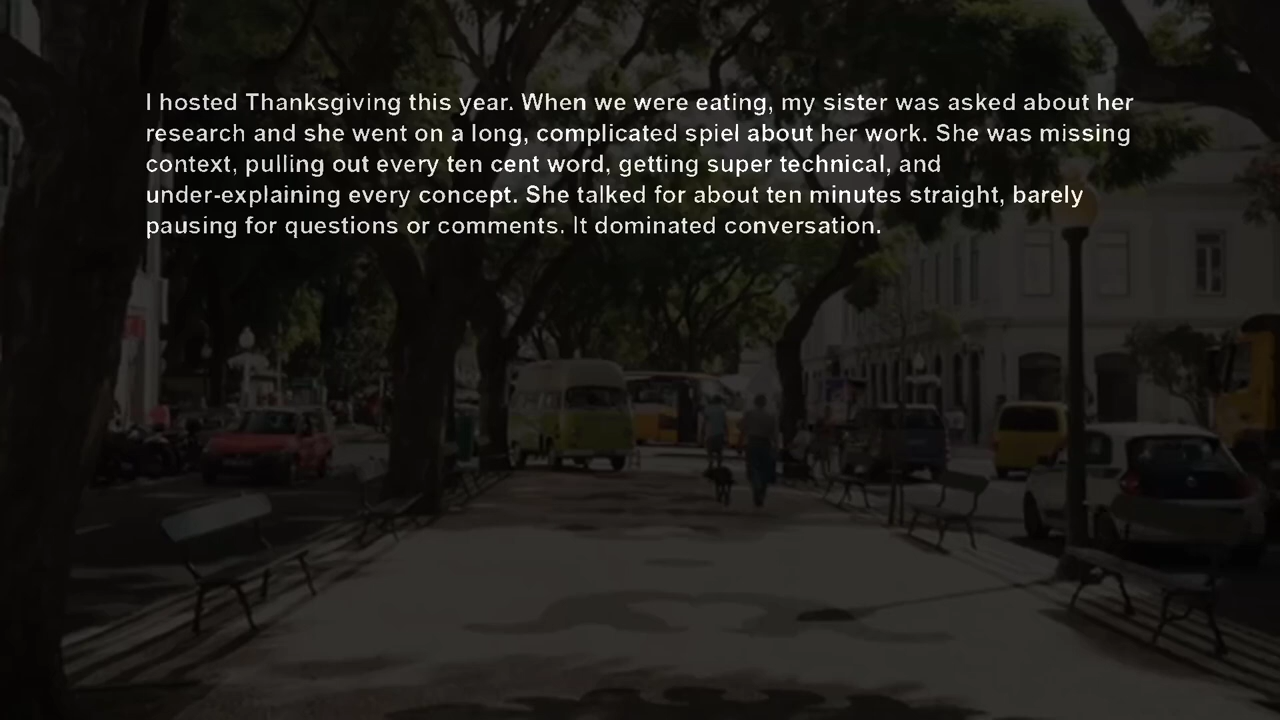 I hosted Thanksgiving this year. When we were eating, my sister was asked about her
research and she went on a long, complicated spiel about her work. She was missing
context, pulling out every ten cent word, getting super technical, and
under-explaining every concept. She talked for about ten minutes straight, barely
pausing for questions or comments. It dominated conversation.